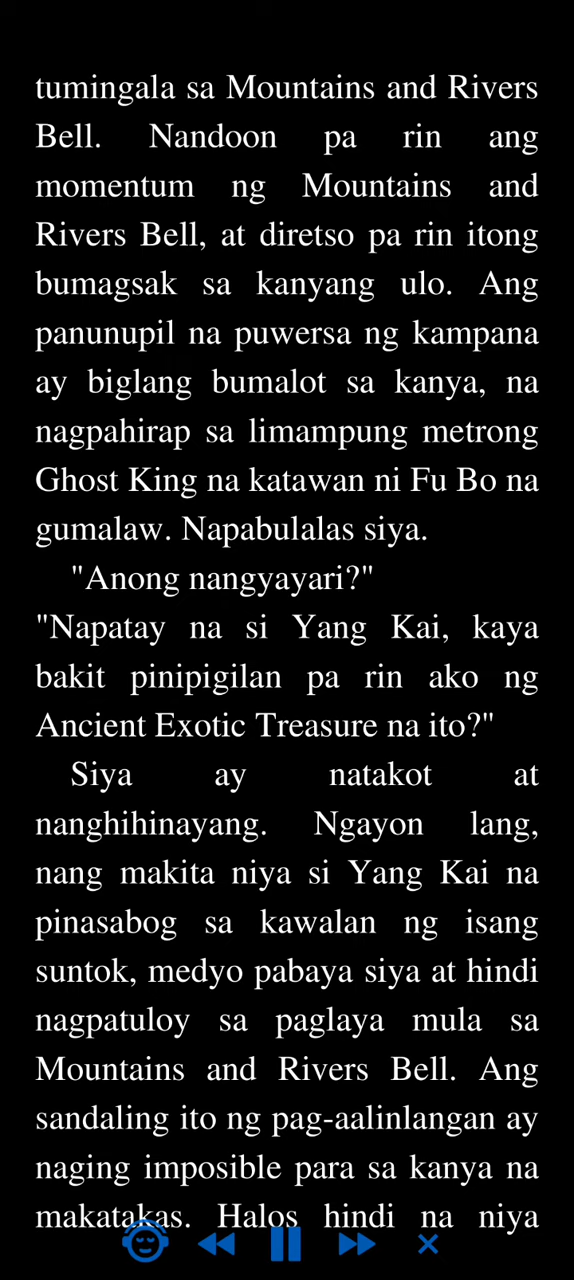 tumingala sa Mountains and Rivers
Bell. Nandoon pa rin ang
momentum ng Mountains and
Rivers Bell, at diretso pa rin itong
bumagsak sa kanyang ulo. Ang
panunupil na puwersa ng kampana
ay biglang bumalot sa kanya, na
nagpahirap sa limampung metrong
Ghost King na katawan ni Fu Bo na
gumalaw. Napabulalas siya.
"Anong nangyayari?"
"Napatay na si Yang Kai, kaya
bakit pinipigilan pa rin ako ng
Ancient Exotic Treasure na ito?"
Siya ay natakot at
nanghihinayang. Ngayon lang,
nang makita niya si Yang Kai na
pinasabog sa kawalan ng isang
suntok, medyo pabaya siya at hindi
nagpatuloy sa paglaya mula sa
Mountains and Rivers Bell. Ang
sandaling ito ng pag-aalinlangan ay
naging imposible para sa kanya na
makatakas. Halos hindi na niya